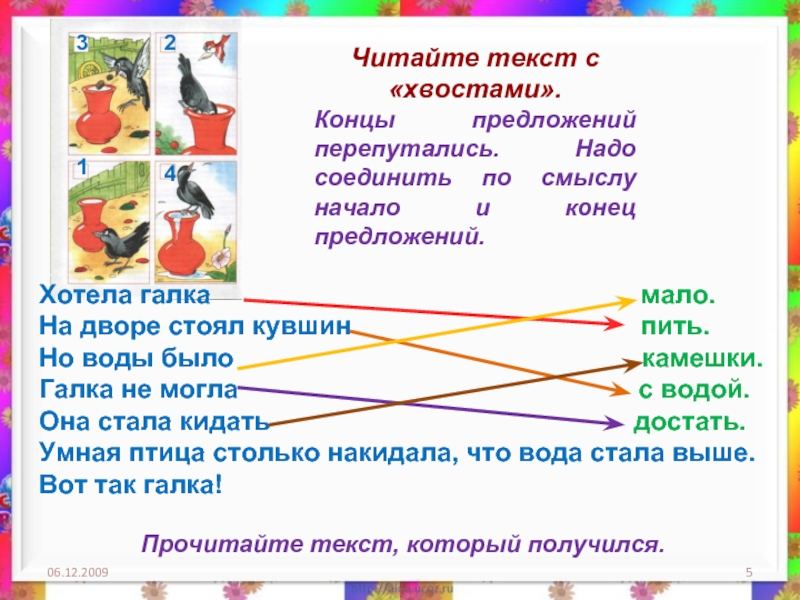 3 2
1 4
Читайте текст с
«хвостами».
Концы предложений
перепутались. Надо
соединить по смыслу
начало и конец
предложений.
Хотела галка мало.
На дворе стоял кувшин пить.
Но воды было камешки.
Галка не могла с водой.
Она стала кидать достать.
Умная птица столько накидала, что вода стала выше.
Вот так галка!
Прочитайте текст, который получился.
06.12.2009 5